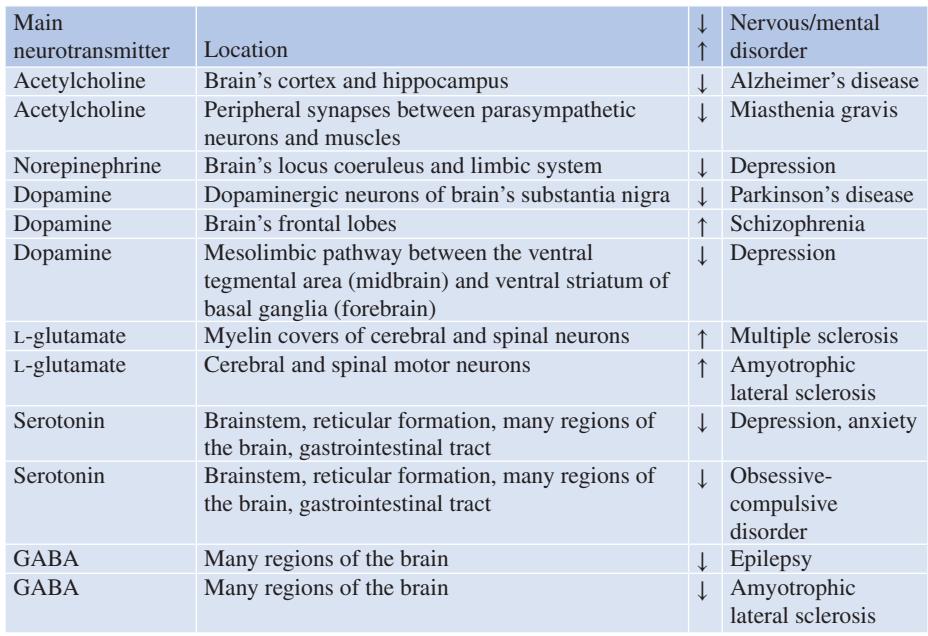 Main
neurotransmitter Location ↓ ↑ Nervous/mental
disorder
Acetylcholine Brain's cortex and hippocampus ↓ Alzheimer's disease
Acetylcholine Peripheral synapses between parasympathetic ↓ Miasthenia gravis
neurons and muscles
Norepinephrine Brain's locus coeruleus and limbic system ↓ Depression
Dopamine Dopaminergic neurons of brain's substantia nigra ↓ Parkinson's disease
Dopamine Brain's frontal lobes ↑ Schizophrenia
Dopamine Mesolimbic pathway between the ventral ↓ Depression
tegmental area (midbrain) and ventral striatum of
basal ganglia (forebrain)
L-glutamate Myelin covers of cerebral and spinal neurons ↑ Multiple sclerosis
L-glutamate Cerebral and spinal motor neurons ↑ Amyotrophic
lateral sclerosis
Serotonin Brainstem, reticular formation, many regions of ↓ Depression, anxiety
the brain, gastrointestinal tract
Serotonin Brainstem, reticular formation, many regions of ↓ Obsessive-
the brain, gastrointestinal tract compulsive
disorder
GABA Many regions of the brain ↓ Epilepsy
GABA Many regions of the brain ↓ Amyotrophic
lateral sclerosis